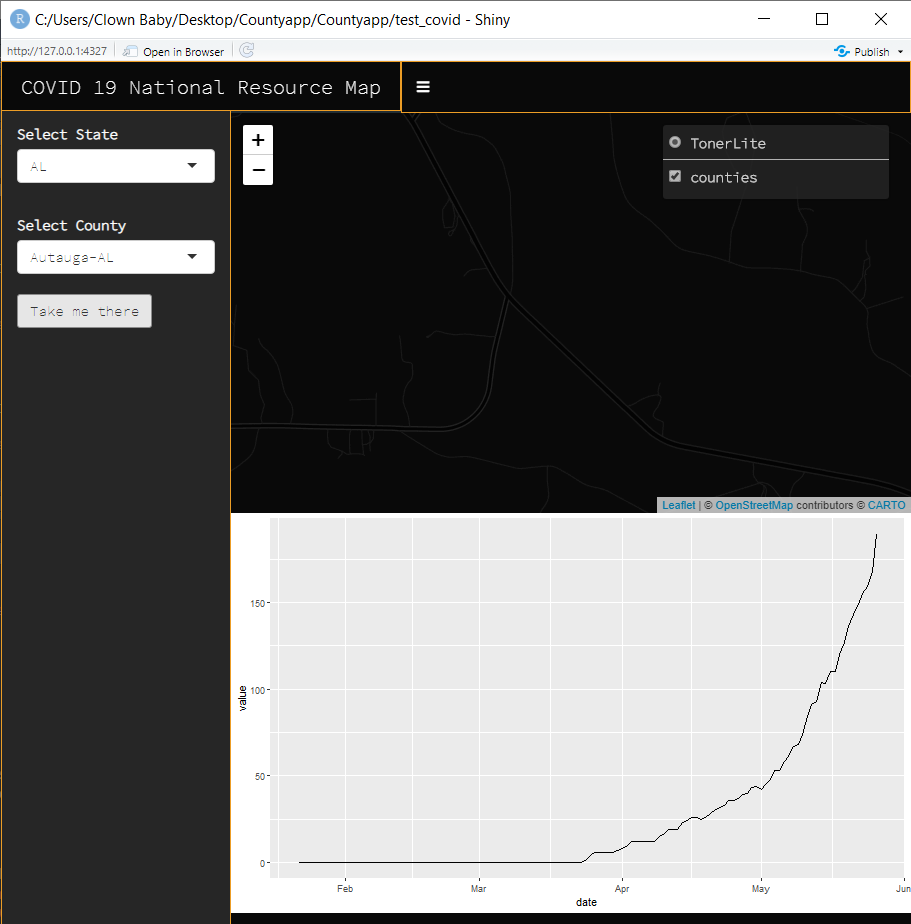 C:/Users/Clown Baby/Desktop/Countyapp/Countyapp/test_covid - Shiny
http://127.0.0.1:4327 Open in Browser Publish
COVID 19 National Resource Map
Select State
AL
Select County
Autauga-AL
Take me there
+
−
TonerLite
counties
Leaflet | © OpenStreetMap contributors © CARTO
value
150
100
50
0
Feb Mar Apr May Jun
date